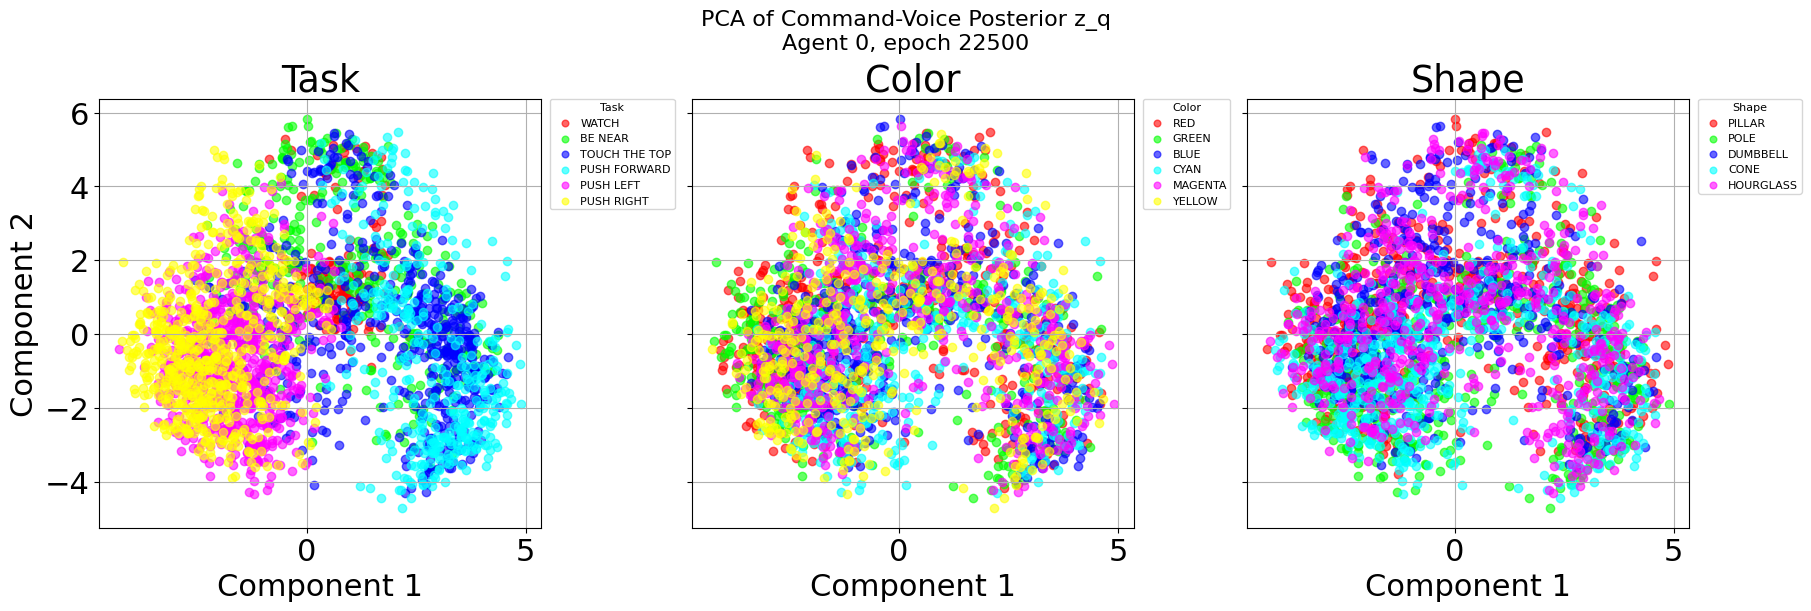 PCA of Command-Voice Posterior z_q
Agent 0, epoch 22500
Task
Component 2
6
4
2
0
−2
−4
0
5
Component 1
Task
WATCH
BE NEAR
TOUCH THE TOP
PUSH FORWARD
PUSH LEFT
PUSH RIGHT
Color
0
5
Component 1
Color
RED
GREEN
BLUE
CYAN
MAGENTA
YELLOW
Shape
0
5
Component 1
Shape
PILLAR
POLE
DUMBBELL
CONE
HOURGLASS